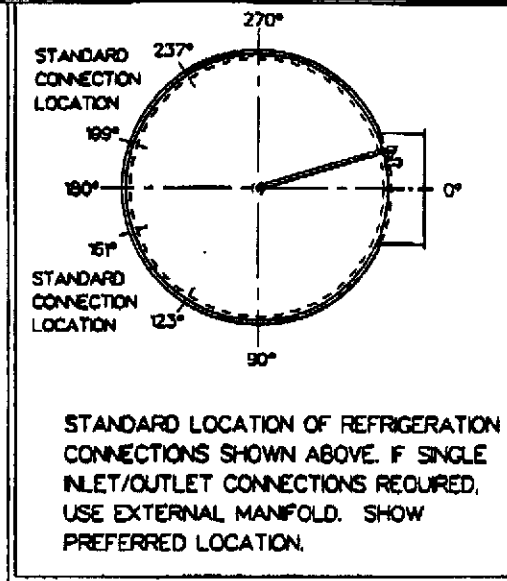 270°
STANDARD
CONNECTION
LOCATION
237°
199°
180°
0°
161°
STANDARD
CONNECTION
LOCATION
123°
90°
STANDARD LOCATION OF REFRIGERATION
CONNECTIONS SHOWN ABOVE. IF SINGLE
INLET/OUTLET CONNECTIONS REQUIRED,
USE EXTERNAL MANIFOLD. SHOW
PREFERRED LOCATION.